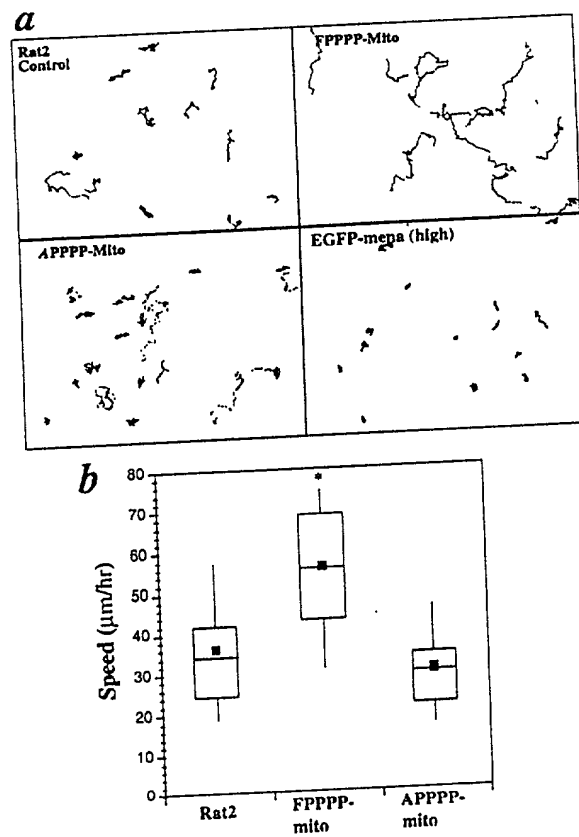 a
Rat2
Control
FPPPP-Mito
APPPP-Mito
EGFP-mena (high)
b
80
70
60
50
40
30
20
10
0
Speed (μm/hr)
*
Rat2
FPPPP-
mito
APPPP-
mito